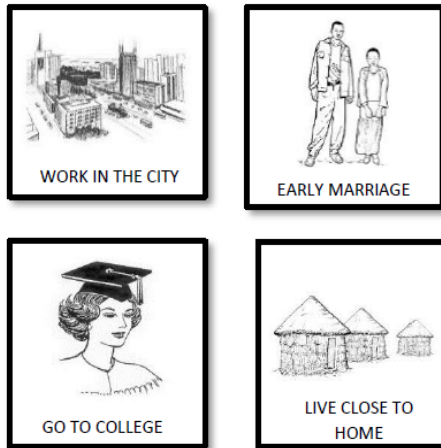 WORK IN THE CITY
EARLY MARRIAGE
GO TO COLLEGE
LIVE CLOSE TO
HOME